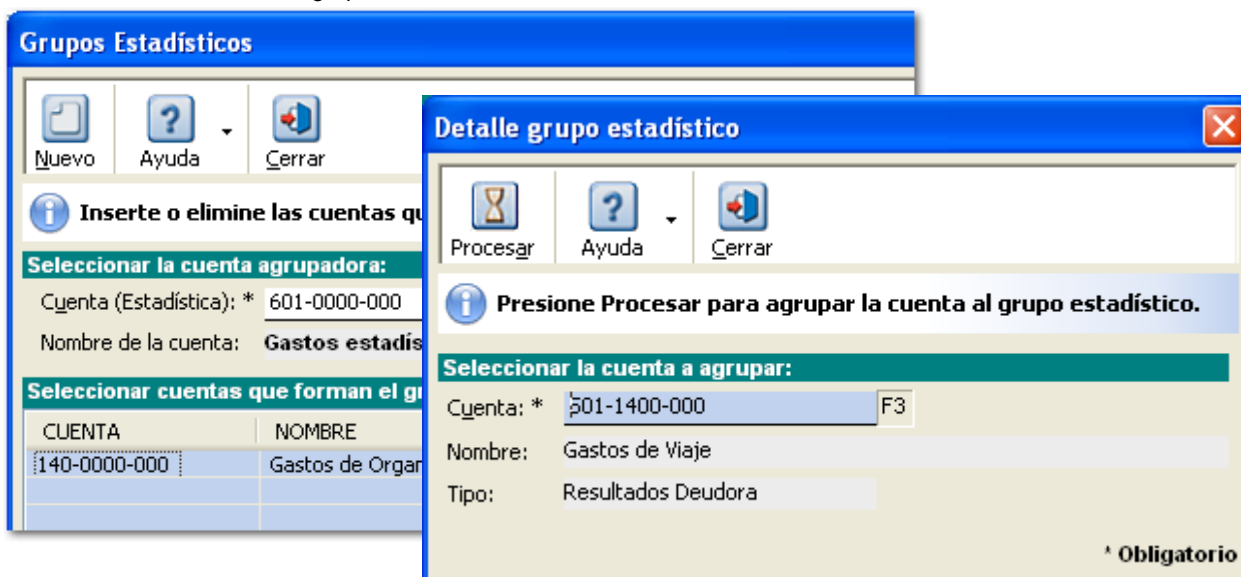 Grupos Estadísticos
Nuevo Ayuda Cerrar
Inserte o elimine las cuentas
Seleccionar la cuenta agrupadora:
Cuenta (Estadística): * 601-0000-000
Nombre de la cuenta: Gastos
Seleccionar cuentas que forman el
CUENTA NOMBRE
140-0000-000 Gastos de
Detalle grupo estadístico
Procesar Ayuda Cerrar
Presione Procesar para agrupar la cuenta al grupo estadístico.
Seleccionar la cuenta a agrupar:
Cuenta: * 501-1400-000 F3
Nombre: Gastos de Viaje
Tipo: Resultados Deudora
* Obligatorio